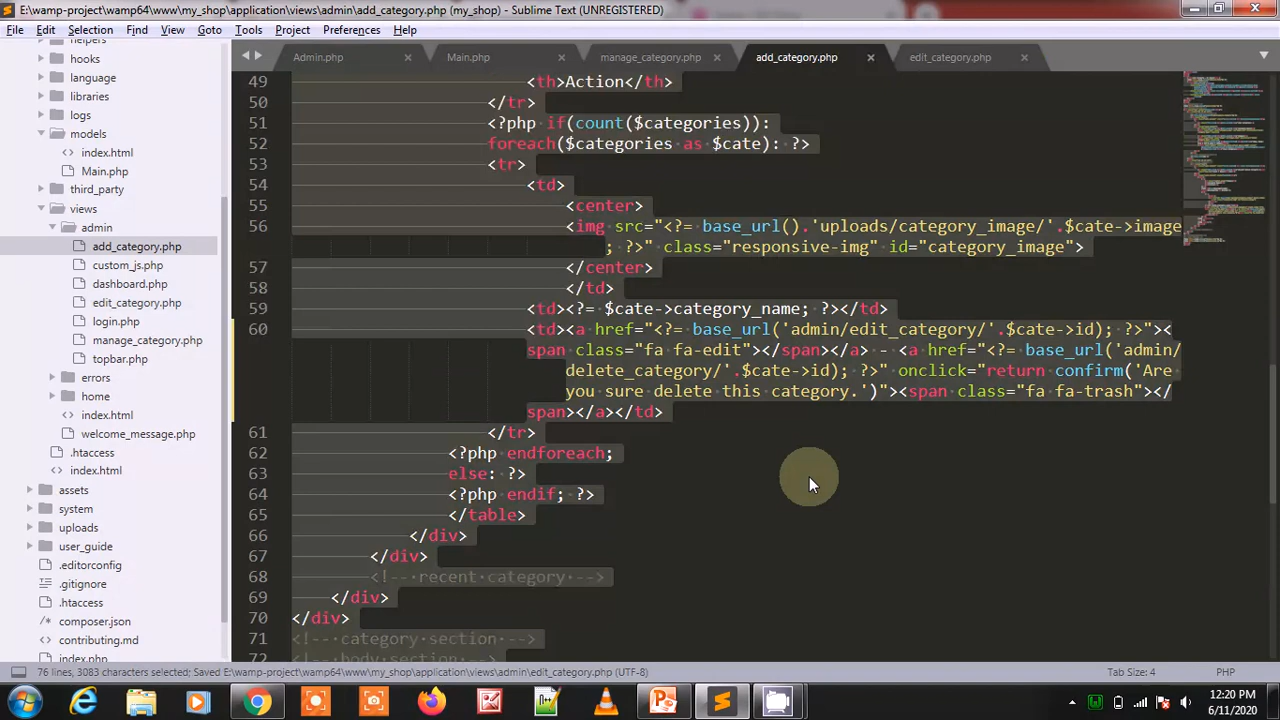 E:\wamp-project\wamp64\www\my_shop\application\views\admin\add_category.php (my_shop) - Sublime Text (UNREGISTERED)
File Edit Selection Find View Goto Tools Project Preferences Help
Admin.php Main.php manage_category.php add_category.php edit_category.php
helpers
hooks
language
libraries
logs
models
index.html
Main.php
third_party
views
admin
add_category.php
custom_js.php
dashboard.php
edit_category.php
login.php
manage_category.php
topbar.php
errors
home
index.html
welcome_message.php
.htaccess
index.html
assets
system
uploads
user_guide
.editorconfig
.gitignore
.htaccess
composer.json
contributing.md
index.php
49 <th>Action</th>
50 </tr>
51 <?php if(count($categories)):
52 foreach($categories as $cate): ?>
53 <tr>
54 <td>
55 <center>
56 <img src="<?= base_url().'uploads/category_image/'.$cate->image
; ?>" class="responsive-img" id="category_image">
57 </center>
58 </td>
59 <td><?= $cate->category_name; ?></td>
60 <td><a href="<?= base_url('admin/edit_category/'.$cate->id); ?>"><
span class="fa fa-edit"></span></a> - <a href="<?= base_url('admin/
delete_category/'.$cate->id); ?>" onclick="return confirm('Are
you sure delete this category.')"><span class="fa fa-trash"></
span></a></td>
61 </tr>
62 <?php endforeach;
63 else: ?>
64 <?php endif; ?>
65 </table>
66 </div>
67 </div>
68 <!-- recent category -->
69 </div>
70 </div>
71 <!-- category section -->
72 <!-- body section -->
76 lines, 3083 characters selected; Saved E:\wamp-project\wamp64\www\my_shop\application\views\admin\edit_category.php (UTF-8)
Tab Size: 4
PHP
12:20 PM
6/11/2020